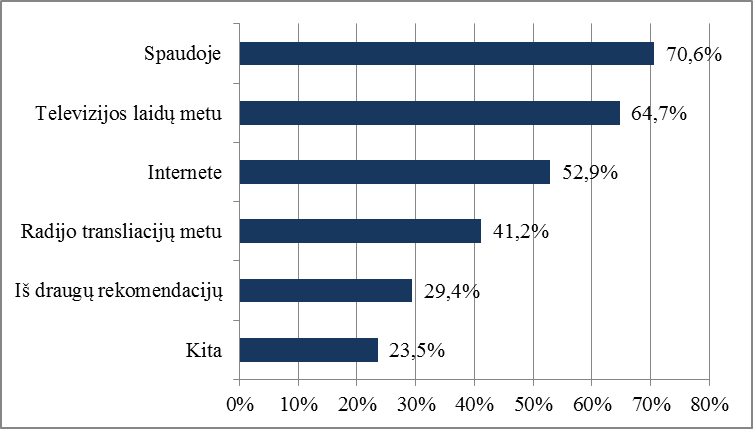 Spaudoje 70,6%
Televizijos laidų metu 64,7%
Internete 52,9%
Radijo transliacijų metu 41,2%
Iš draugų rekomendacijų 29,4%
Kita 23,5%
0% 10% 20% 30% 40% 50% 60% 70% 80%